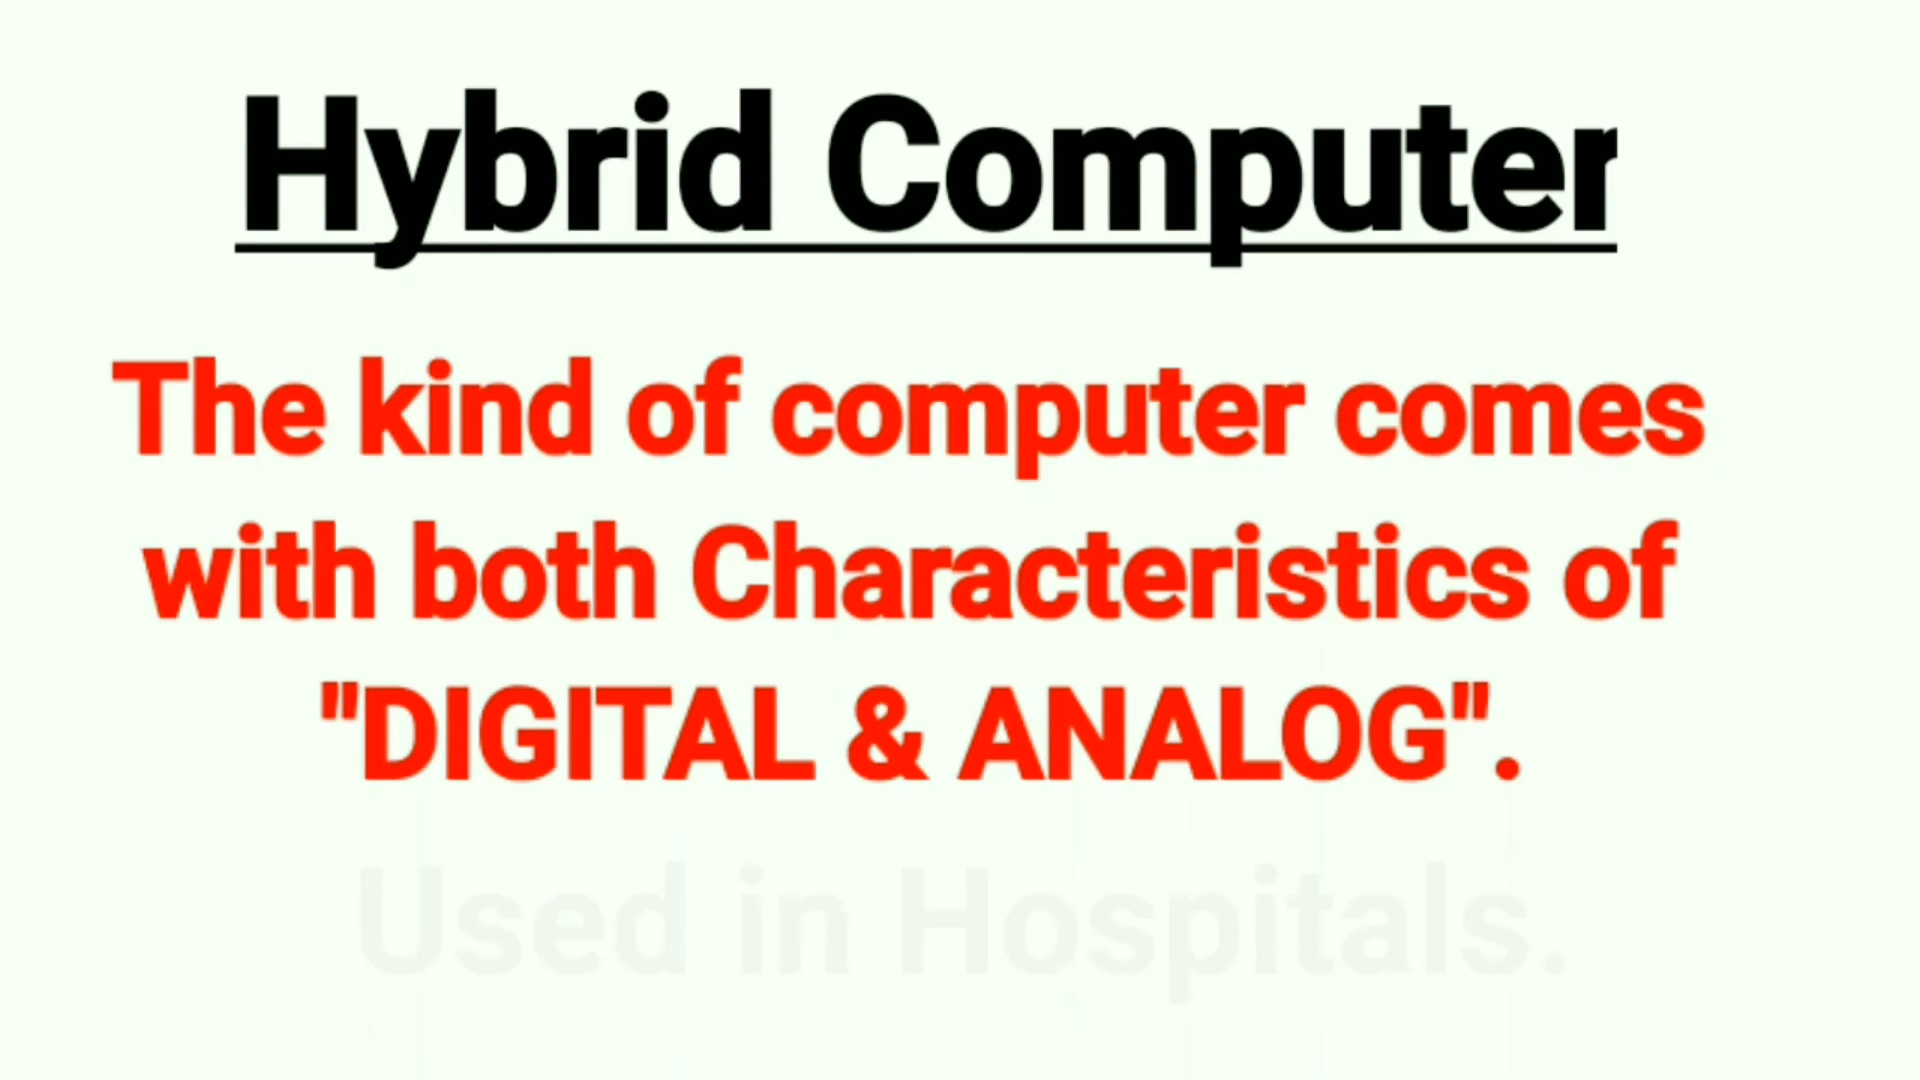 Hybrid Computer
The kind of computer comes
with both Characteristics of
"DIGITAL & ANALOG".
Used in Hospitals.